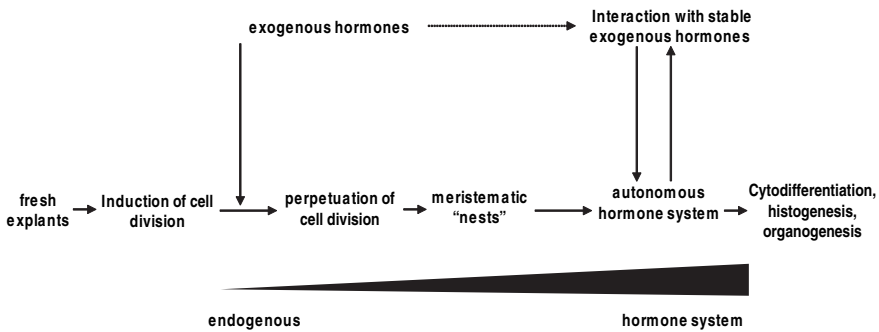 exogenous hormones
Interaction with stable
exogenous hormones
fresh
explants
Induction of cell
division
perpetuation of
cell division
meristematic
“nests”
autonomous
hormone system
Cytodifferentiation,
histogenesis,
organogenesis
endogenous
hormone system